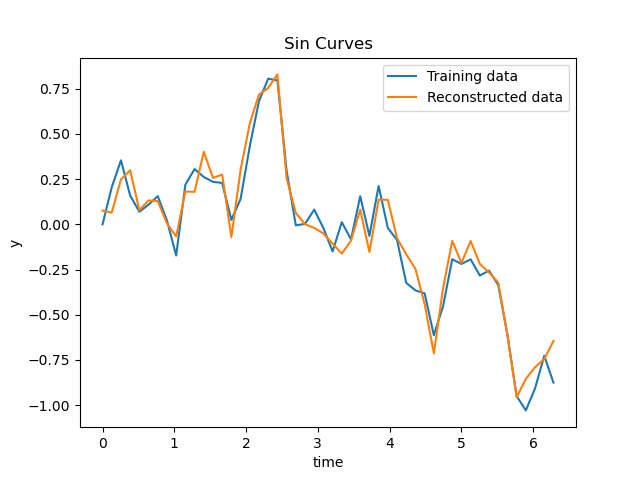 Sin Curves
Training data
Reconstructed data
0.75
0.50
0.25
0.00
−0.25
−0.50
−0.75
−1.00
y
0 1 2 3 4 5 6
time